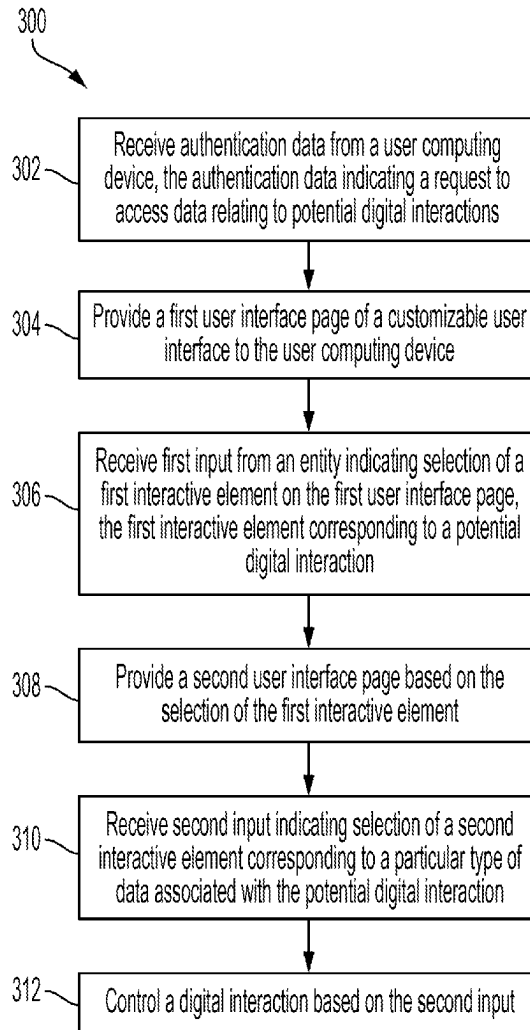 300
302
Receive authentication data from a user computing
device, the authentication data indicating a request to
access data relating to potential digital interactions
304
Provide a first user interface page of a customizable user
interface to the user computing device
306
Receive first input from an entity indicating selection of a
first interactive element on the first user interface page,
the first interactive element corresponding to a potential
digital interaction
308
Provide a second user interface page based on the
selection of the first interactive element
310
Receive second input indicating selection of a second
interactive element corresponding to a particular type of
data associated with the potential digital interaction
312
Control a digital interaction based on the second input